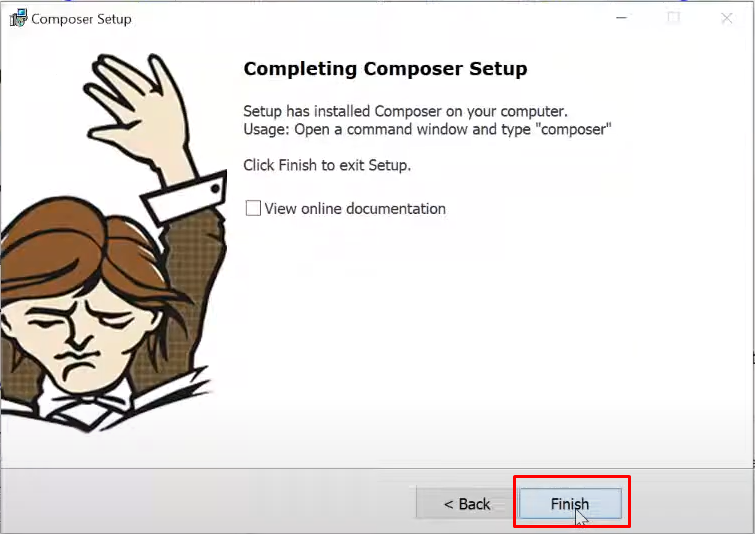 Composer Setup
Completing Composer Setup
Setup has installed Composer on your computer.
Usage: Open a command window and type "composer"
Click Finish to exit Setup.
View online documentation
< Back
Finish